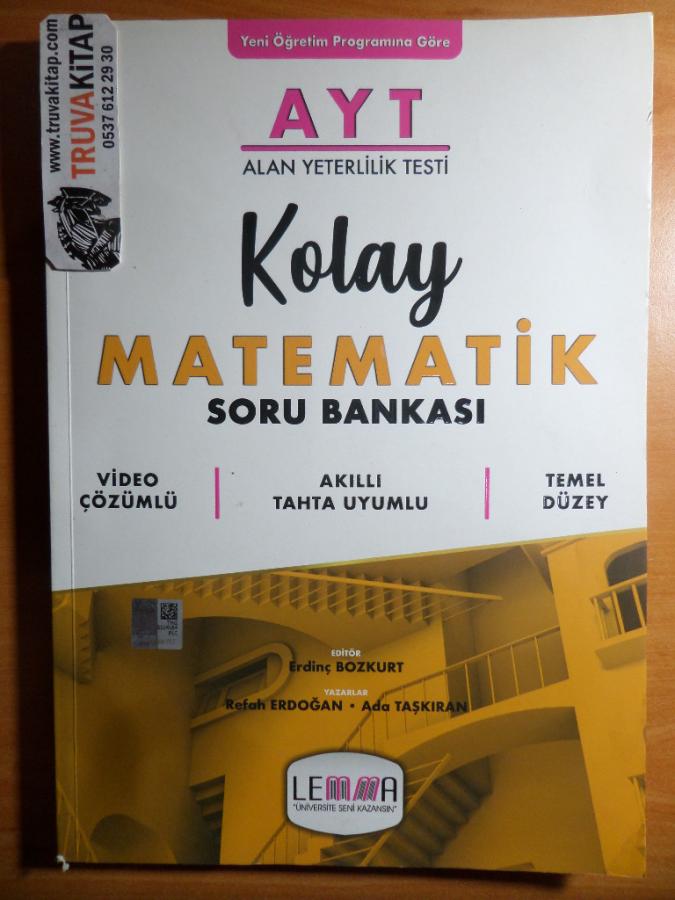 www.truvakitap.com
TRUVAKİTAP
0537 612 29 30
Yeni Öğretim Programına Göre
AYT
ALAN YETERLİLİK TESTİ
Kolay
MATEMATİK
SORU BANKASI
VİDEO
ÇÖZÜMLÜ
AKILLI
TAHTA UYUMLU
TEMEL
DÜZEY
EDİTÖR
Erdinç BOZKURT
YAZARLAR
Refah ERDOĞAN • Ada TAŞKIRAN
LEMMA
"ÜNİVERSİTE SENİ KAZANSIN"